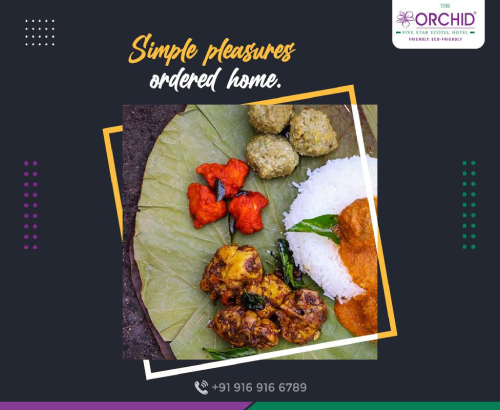 THE
ORCHID®
FIVE STAR ECOTEL HOTEL
FRIENDLY, ECO-FRIENDLY
Simple pleasures
ordered home.
+91 916 916 6789